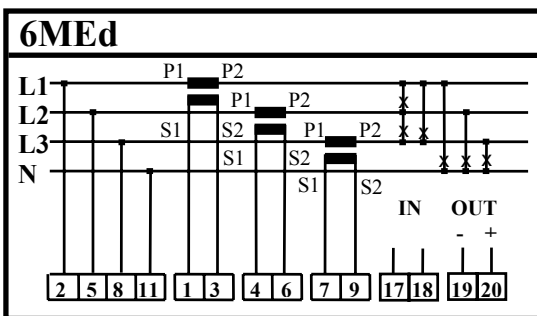 6MEd
P1 P2
L1
L2 P1 P2
L3 S1 S2 P1 P2
N S1 S2
S1 S2
IN OUT
- +
2 5 8 11 1 3 4 6 7 9 17 18 19 20